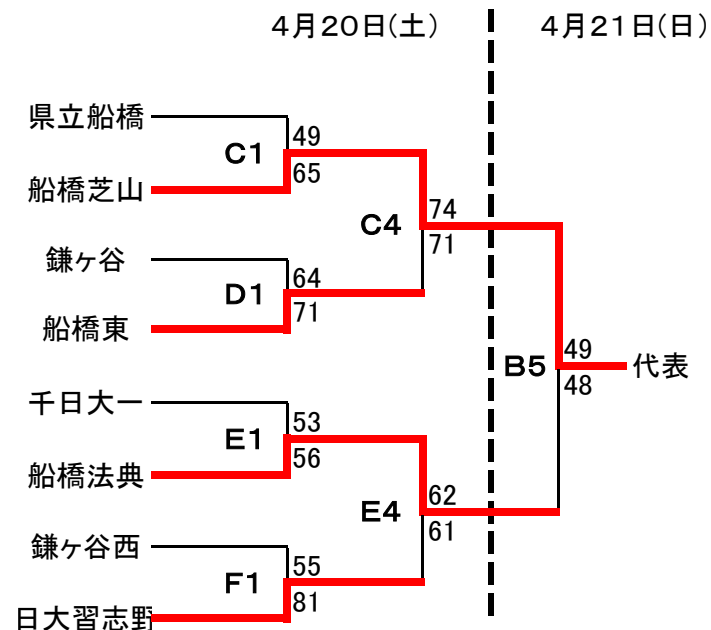 4月20日(土)
4月21日(日)
県立船橋
C1
49
65
船橋芝山
C4
74
71
鎌ヶ谷
D1
64
71
船橋東
B5
49
48
代表
千日大一
E1
53
56
船橋法典
E4
62
61
鎌ヶ谷西
F1
55
81
日大習志野